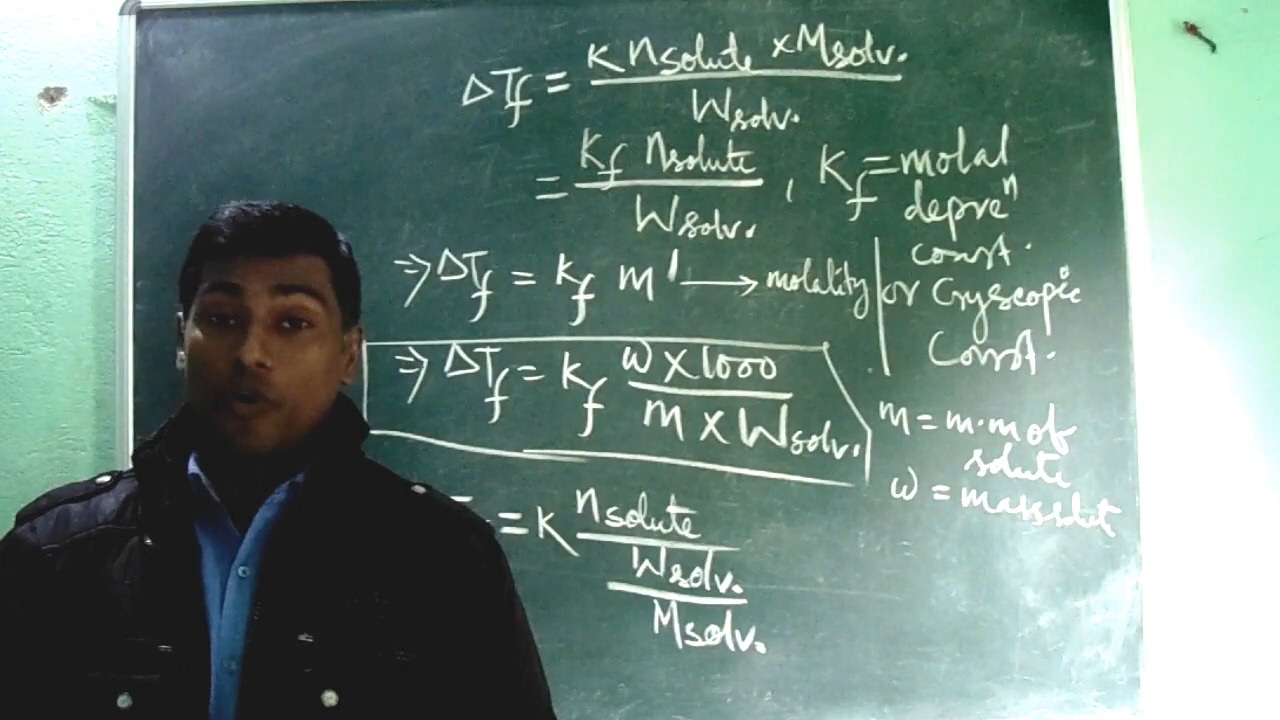 ΔTf = K nsolute × Msolv.
Wsolv.
= Kf nsolute
Wsolv.
, Kf = molal
depreⁿ
const.
or Cryscopic
Const.
⇒ ΔTf = Kf m' → molality
⇒ ΔTf = Kf w × 1000
m × Wsolv.
m = m.m of
solute
w = mass
= K nsolute
Wsolv.
Msolv.